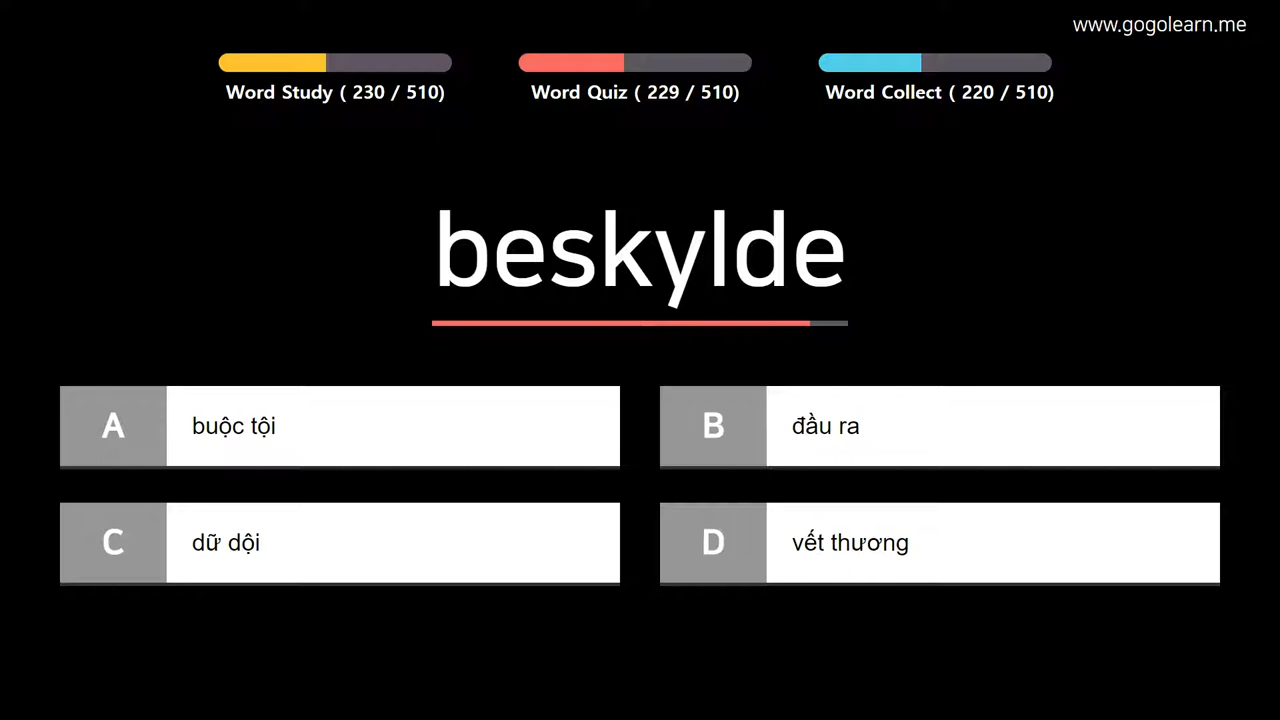 www.gogolearn.me
Word Study ( 230 / 510)
Word Quiz ( 229 / 510)
Word Collect ( 220 / 510)
beskylde
A
buộc tội
B
đầu ra
C
dữ dội
D
vết thương